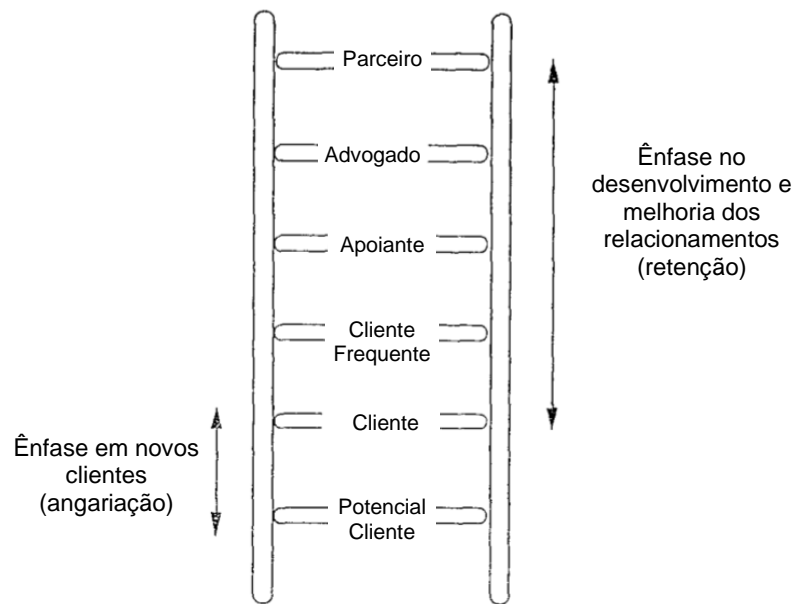 Parceiro
Advogado
Apoiante
Cliente
Frequente
Cliente
Potencial
Cliente
Ênfase no
desenvolvimento e
melhoria dos
relacionamentos
(retenção)
Ênfase em novos
clientes
(angariação)